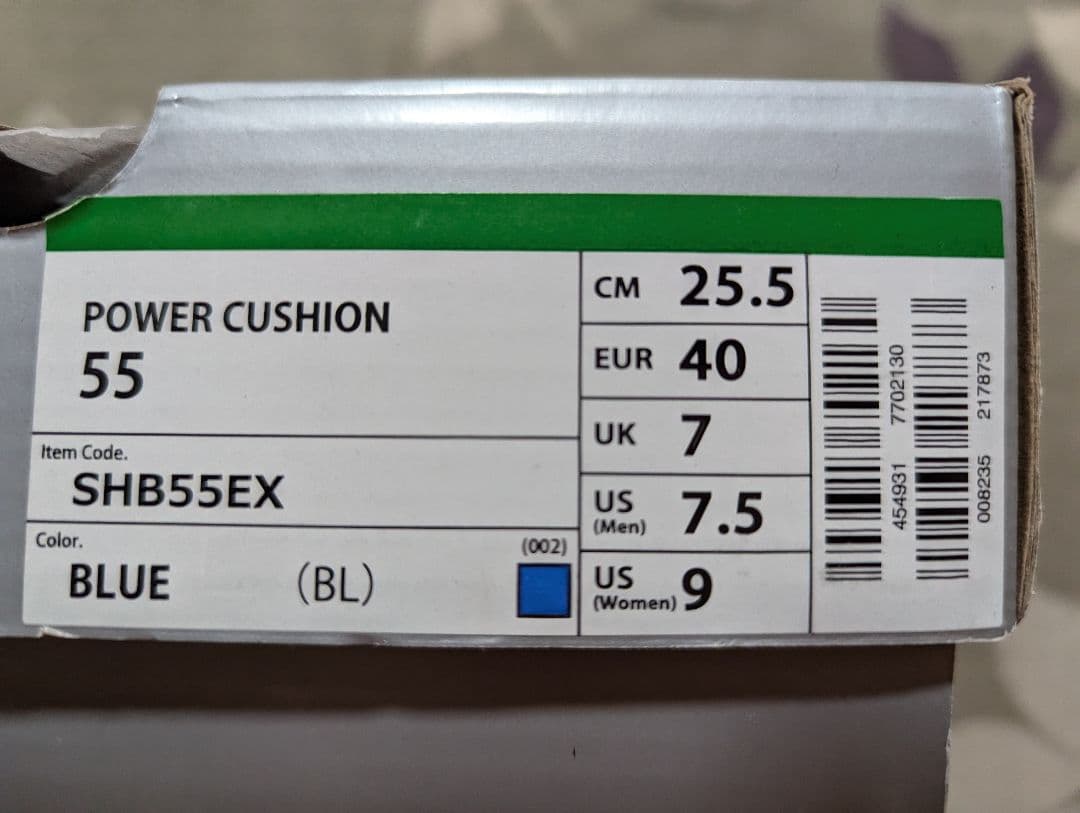 POWER CUSHION
55
Item Code.
SHB55EX
Color.
BLUE (BL) (002)
CM 25.5
EUR 40
UK 7
US (Men) 7.5
US (Women) 9
454931 7702130
008235 217873